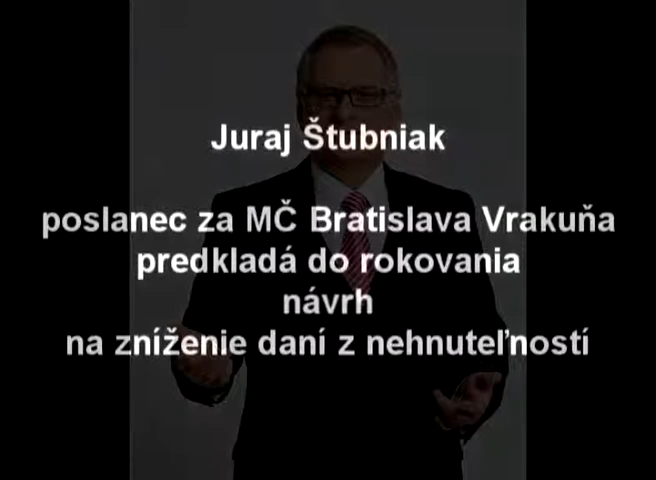 Juraj Štubniak
poslanec za MČ Bratislava Vrakuňa
predkladá do rokovania
návrh
na zníženie daní z nehnuteľností